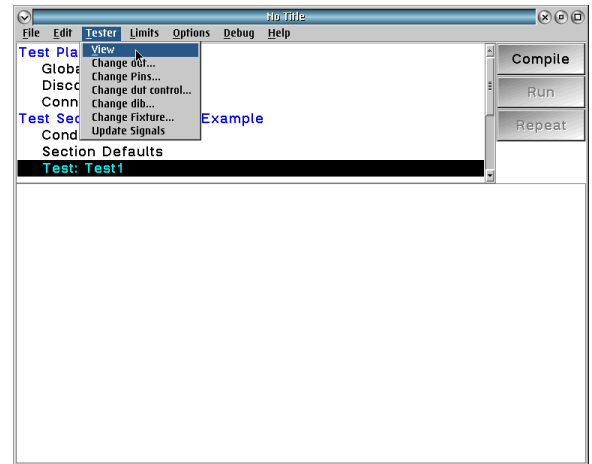 No Title
File Edit Tester Limits Options Debug Help
Test Pla
View
Change dut...
Globa
Change Pins...
Disco
Change dut control...
Conn
Change dib...
Test Sec
Change Fixture...
Example
Update Signals
Cond
Section Defaults
Test: Test1
Compile
Run
Repeat